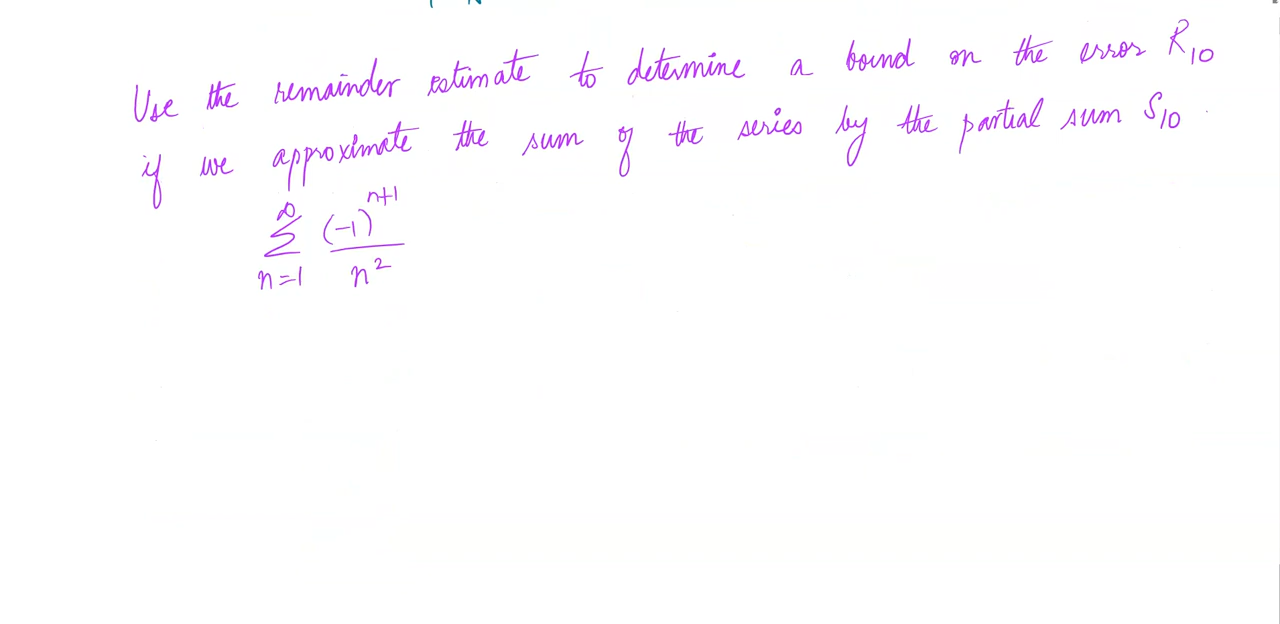 Use the remainder estimate to determine a bound on the error R₁₀
if we approximate the sum of the series by the partial sum S₁₀.
∞ Σ n=1 (-1)ⁿ⁺¹ / n²